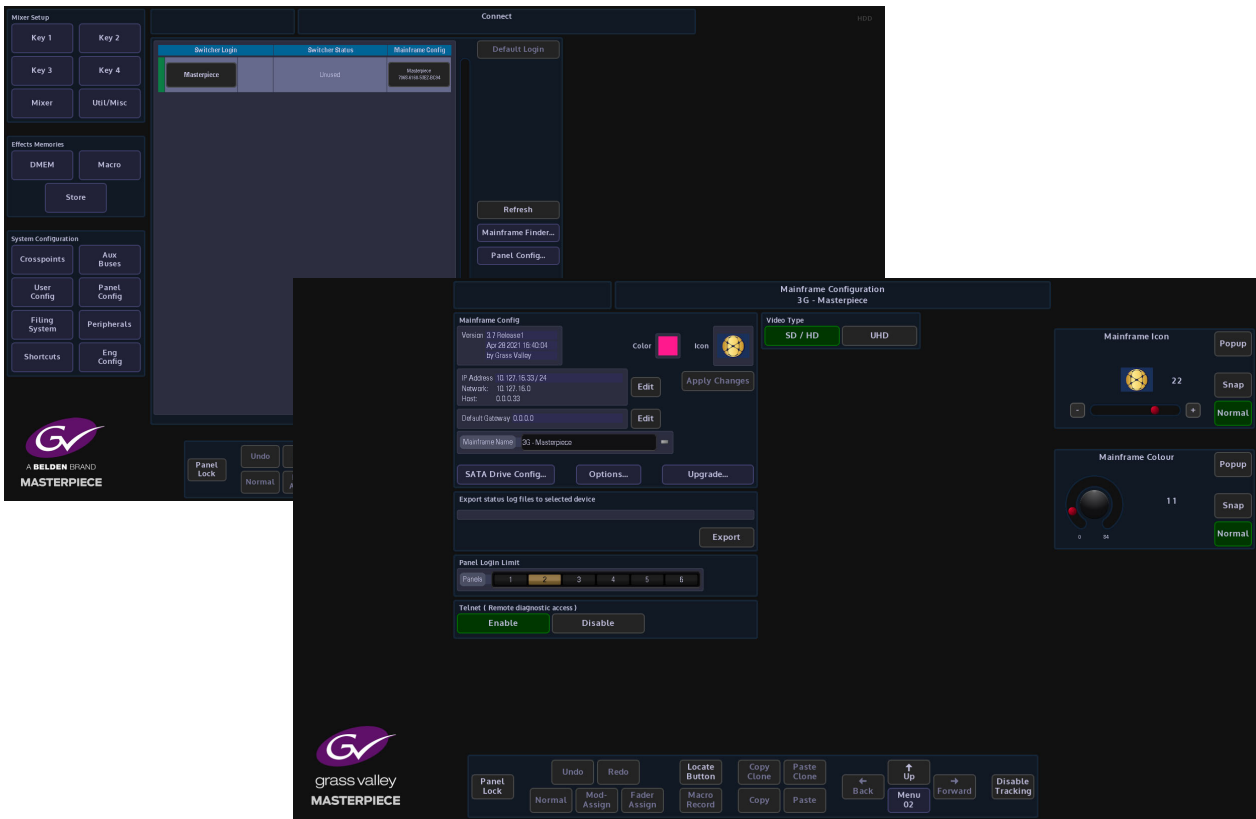 Mixer Setup
Key 1
Key 2
Key 3
Key 4
Mixer
Util/Misc
Effects Memories
DMEM
Macro
Store
System Configuration
Crosspoints
Aux
Buses
User
Config
Panel
Config
Filing
System
Peripherals
Shortcuts
Eng
Config
GV
A BELDEN BRAND
MASTERPIECE
Connect
HDD
Switcher Login
Switcher Status
Mainframe Config
Masterpiece
Unused
Masterpiece
Default Login
Refresh
Mainframe Finder...
Panel Config...
Panel
Lock
Undo
Normal
Mainframe Configuration
3G - Masterpiece
Mainframe Config
Version 3.7 Release1
Apr 28 2021 16:40:04
by Grass Valley
Color
Icon
IP Address 10.127.16.33 / 24
Network: 10.127.16.0
Host: 0.0.0.33
Edit
Apply Changes
Default Gateway 0.0.0.0
Edit
Mainframe Name 3G - Masterpiece
SATA Drive Config...
Options...
Upgrade...
Export status log files to selected device
Export
Panel Login Limit
Panels 1 2 3 4 5 6
Telnet ( Remote diagnostic access )
Enable
Disable
Video Type
SD / HD
UHD
Mainframe Icon
22
-
+
Popup
Snap
Normal
Mainframe Colour
11
0 84
Popup
Snap
Normal
GV
grass valley
MASTERPIECE
Panel
Lock
Undo
Redo
Normal
Mod-
Assign
Fader
Assign
Locate
Button
Macro
Record
Copy
Clone
Paste
Clone
Copy
Paste
←
Back
↑
Up
Menu
02
→
Forward
Disable
Tracking